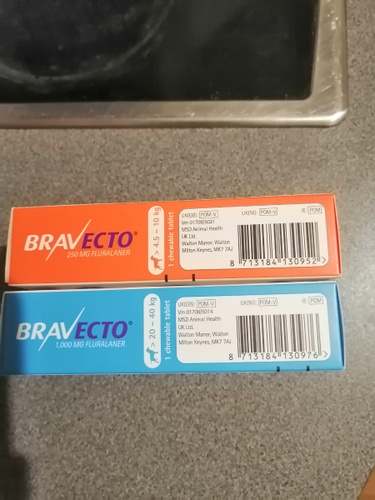 BRAVECTO®
250 MG FLURALANER
> 4.5 - 10 kg
1 chewable tablet
UK(GB): POM-V UK(NI): POM-V IE: POM
Vm 01708/5021
MSD Animal Health
UK Ltd.
Walton Manor, Walton
Milton Keynes, MK7 7AJ
8 713184 130952 >
BRAVECTO®
1,000 MG FLURALANER
> 20 - 40 kg
1 chewable tablet
UK(GB): POM-V UK(NI): POM-V IE: POM
Vm 01708/5014
MSD Animal Health
UK Ltd.
Walton Manor, Walton
Milton Keynes, MK7 7AJ
8 713184 130976 >